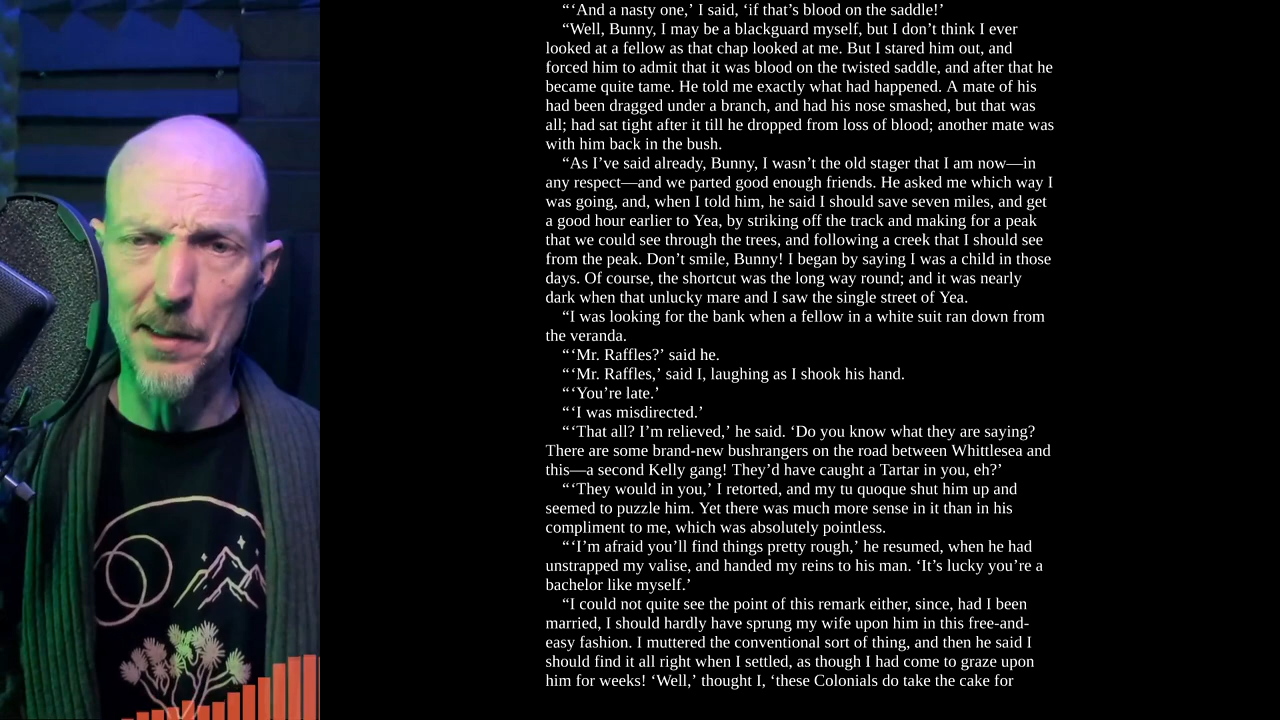 “‘And a nasty one,’ I said, ‘if that’s blood on the saddle!’
“Well, Bunny, I may be a blackguard myself, but I don’t think I ever
looked at a fellow as that chap looked at me. But I stared him out, and
forced him to admit that it was blood on the twisted saddle, and after that he
became quite tame. He told me exactly what had happened. A mate of his
had been dragged under a branch, and had his nose smashed, but that was
all; had sat tight after it till he dropped from loss of blood; another mate was
with him back in the bush.
“As I’ve said already, Bunny, I wasn’t the old stager that I am now—in
any respect—and we parted good enough friends. He asked me which way I
was going, and, when I told him, he said I should save seven miles, and get
a good hour earlier to Yea, by striking off the track and making for a peak
that we could see through the trees, and following a creek that I should see
from the peak. Don’t smile, Bunny! I began by saying I was a child in those
days. Of course, the shortcut was the long way round; and it was nearly
dark when that unlucky mare and I saw the single street of Yea.
“I was looking for the bank when a fellow in a white suit ran down from
the veranda.
“‘Mr. Raffles?’ said he.
“‘Mr. Raffles,’ said I, laughing as I shook his hand.
“‘You’re late.’
“‘I was misdirected.’
“‘That all? I’m relieved,’ he said. ‘Do you know what they are saying?
There are some brand-new bushrangers on the road between Whittlesea and
this—a second Kelly gang! They’d have caught a Tartar in you, eh?’
“‘They would in you,’ I retorted, and my tu quoque shut him up and
seemed to puzzle him. Yet there was much more sense in it than in his
compliment to me, which was absolutely pointless.
“‘I’m afraid you’ll find things pretty rough,’ he resumed, when he had
unstrapped my valise, and handed my reins to his man. ‘It’s lucky you’re a
bachelor like myself.’
“I could not quite see the point of this remark either, since, had I been
married, I should hardly have sprung my wife upon him in this free-and-
easy fashion. I muttered the conventional sort of thing, and then he said I
should find it all right when I settled, as though I had come to graze upon
him for weeks! ‘Well,’ thought I, ‘these Colonials do take the cake for